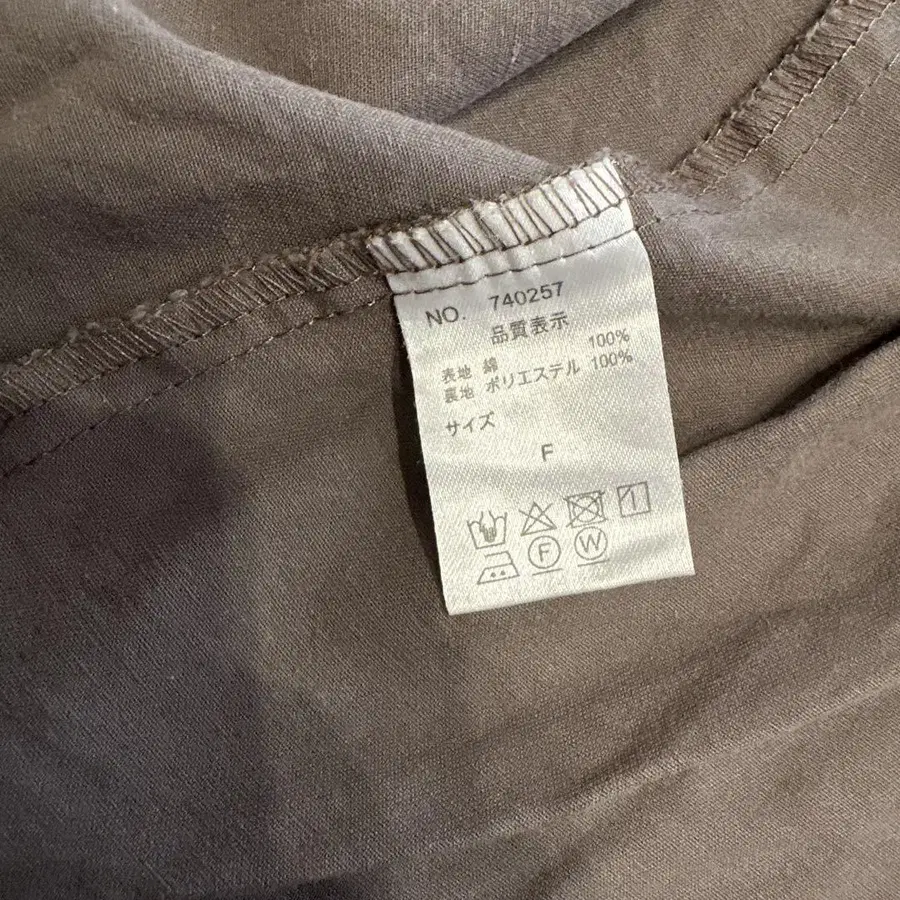 NO. 740257
品質表示
表地 綿 100%
裏地 ポリエステル 100%
サイズ
F
F W